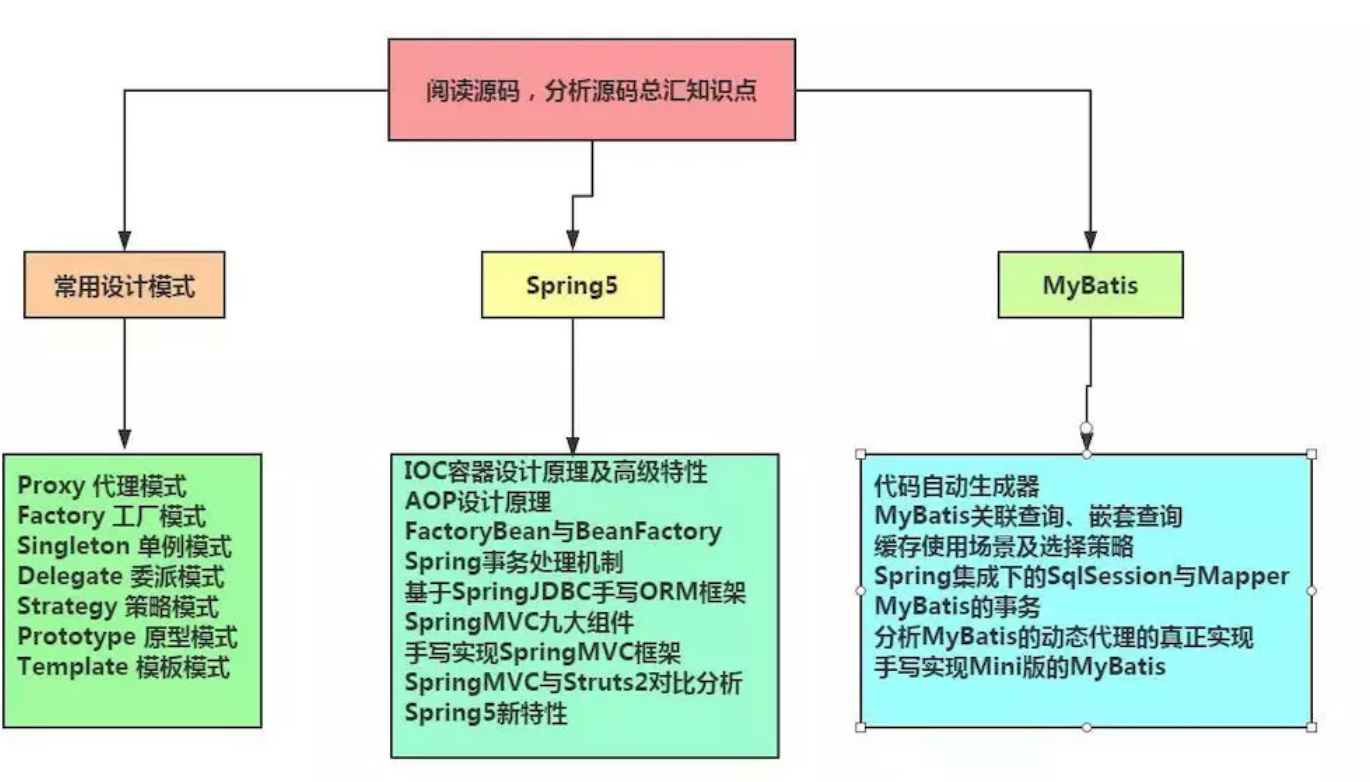 阅读源码，分析源码总汇知识点
常用设计模式
Spring5
MyBatis
Proxy 代理模式
Factory 工厂模式
Singleton 单例模式
Delegate 委派模式
Strategy 策略模式
Prototype 原型模式
Template 模板模式
IOC容器设计原理及高级特性
AOP设计原理
FactoryBean与BeanFactory
Spring事务处理机制
基于SpringJDBC手写ORM框架
SpringMVC九大组件
手写实现SpringMVC框架
SpringMVC与Struts2对比分析
Spring5新特性
代码自动生成器
MyBatis关联查询、嵌套查询
缓存使用场景及选择策略
Spring集成下的SqlSession与Mapper
MyBatis的事务
分析MyBatis的动态代理的真正实现
手写实现Mini版的MyBatis